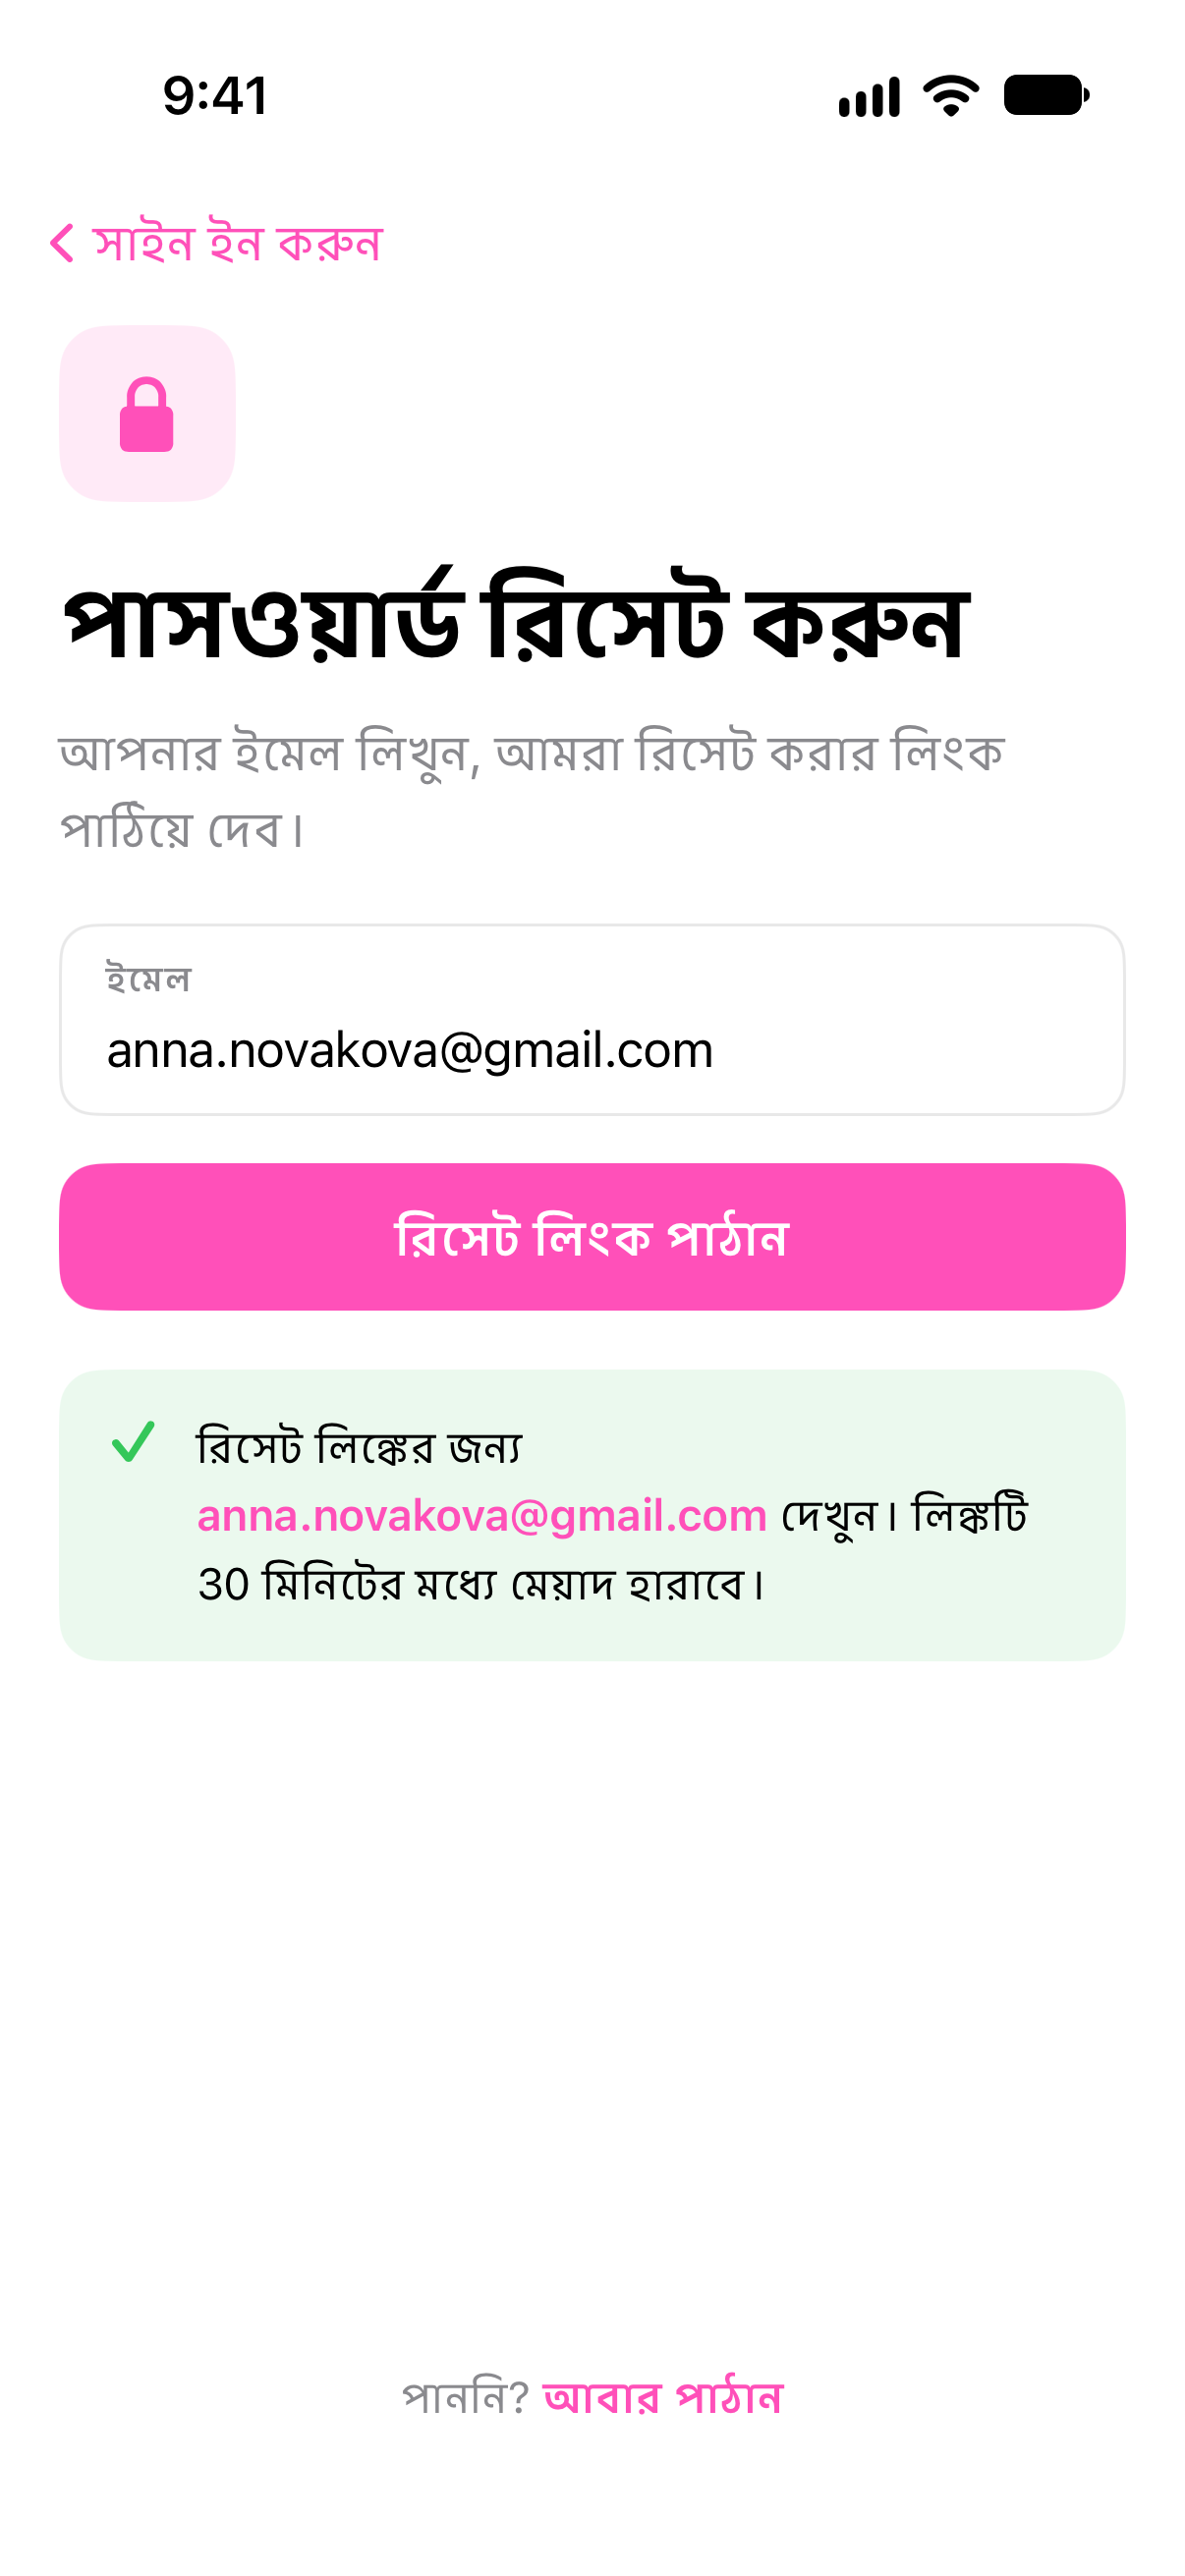 9:41
সাইন ইন করুন
পাসওয়ার্ড রিসেট করুন
আপনার ইমেল লিখুন, আমরা রিসেট করার লিংক
পাঠিয়ে দেব।
ইমেল
anna.novakova@gmail.com
রিসেট লিংক পাঠান
রিসেট লিঙ্কের জন্য
anna.novakova@gmail.com দেখুন। লিঙ্কটি
30 মিনিটের মধ্যে মেয়াদ হারাবে।
পাননি? আবার পাঠান